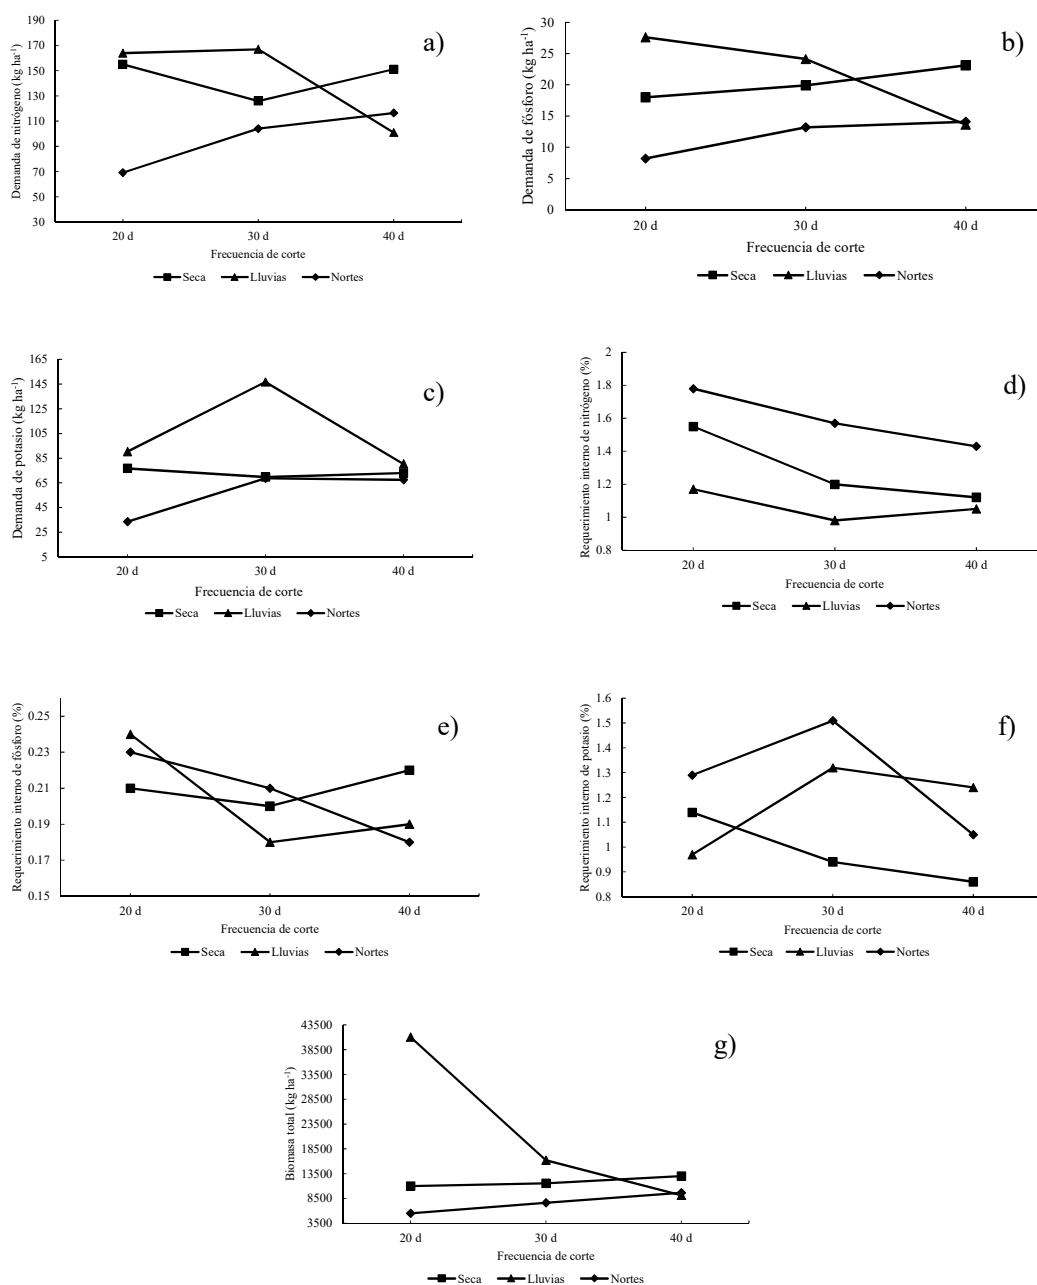 a)
Demanda de nitrógeno (kg ha-1)
190
170
150
130
110
90
70
50
30
20 d 30 d 40 d
Frecuencia de corte
Seca Lluvias Nortes
b)
Demanda de fósforo (kg ha-1)
30
25
20
15
10
5
0
20 d 30 d 40 d
Frecuencia de corte
Seca Lluvias Nortes
c)
Demanda de potasio (kg ha-1)
165
145
125
105
85
65
45
25
5
20 d 30 d 40 d
Frecuencia de corte
Seca Lluvias Nortes
d)
Requerimiento interno de nitrógeno (%)
2
1.8
1.6
1.4
1.2
1
0.8
20 d 30 d 40 d
Frecuencia de corte
Seca Lluvias Nortes
e)
Requerimiento interno de fósforo (%)
0.25
0.23
0.21
0.19
0.17
0.15
20 d 30 d 40 d
Frecuencia de corte
Seca Lluvias Nortes
f)
Requerimiento interno de potasio (%)
1.6
1.5
1.4
1.3
1.2
1.1
1
0.9
0.8
20 d 30 d 40 d
Frecuencia de corte
Seca Lluvias Nortes
g)
Biomasa total (kg ha-1)
43500
38500
33500
28500
23500
18500
13500
8500
3500
20 d 30 d 40 d
Frecuencia de corte
Seca Lluvias Nortes